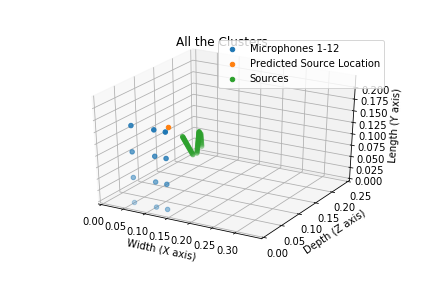 All the Clusters
Microphones 1-12
Predicted Source Location
Sources
0.200
0.175
0.150
0.125
0.100
0.075
0.050
0.025
0.000
Length (Y axis)
0.00 0.05 0.10 0.15 0.20 0.25 0.30
Width (X axis)
0.00 0.05 0.10 0.15 0.20 0.25
Depth (Z axis)